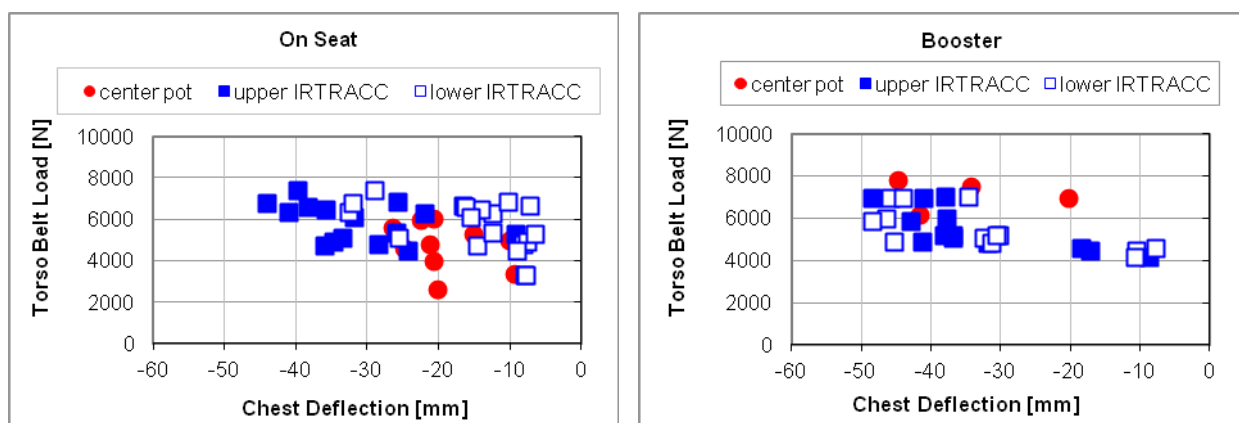 On Seat
center pot upper IRTRACC lower IRTRACC
Torso Belt Load [N]
10000
8000
6000
4000
2000
0
-60 -50 -40 -30 -20 -10 0
Chest Deflection [mm]
Booster
center pot upper IRTRACC lower IRTRACC
Torso Belt Load [N]
10000
8000
6000
4000
2000
0
-60 -50 -40 -30 -20 -10 0
Chest Deflection [mm]